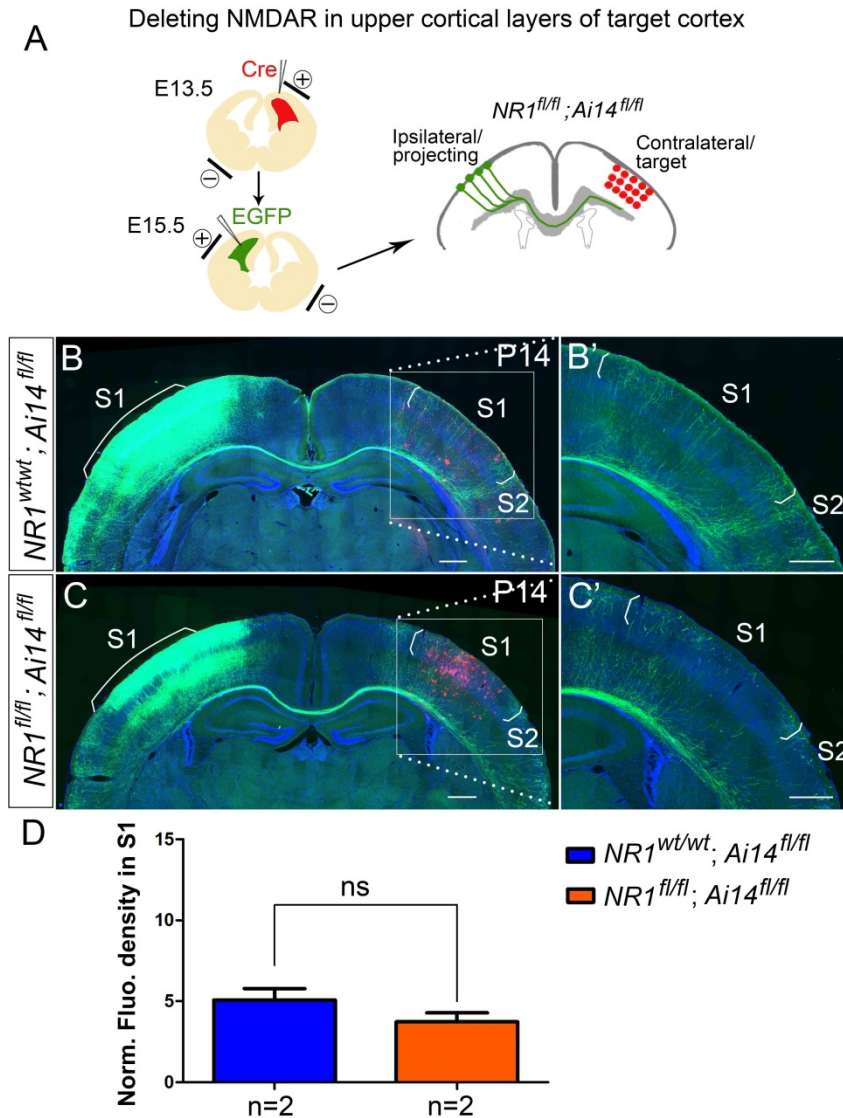 Deleting NMDAR in upper cortical layers of target cortex
A
Cre
+
E13.5
−
EGFP
E15.5
+
−
NR1fl/fl;Ai14fl/fl
Ipsilateral/
projecting
Contralateral/
target
NR1wtwt; Ai14fl/fl
B
S1
P14
S1
S2
B'
S1
S2
NR1fl/fl; Ai14fl/fl
C
S1
P14
S1
S2
C'
S1
S2
D
Norm. Fluo. density in S1
15
10
5
0
ns
n=2
n=2
NR1wt/wt; Ai14fl/fl
NR1fl/fl; Ai14fl/fl